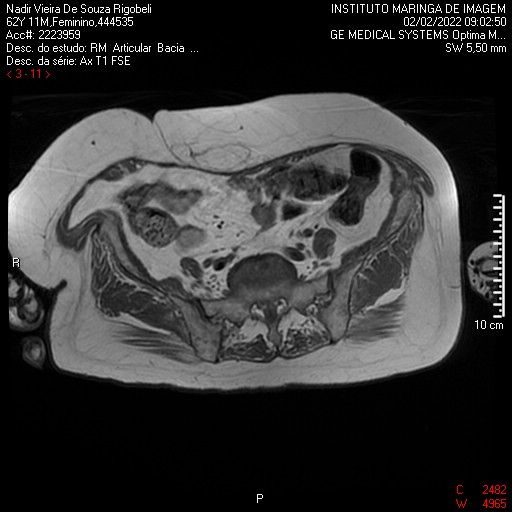 Nadir Vieira De Souza Rigobeli
62Y 11M,Feminino,444535
Acc#: 2223959
Desc. do estudo: RM Articular Bacia ...
Desc. da série: Ax T1 FSE
< 3 - 11 >
INSTITUTO MARINGA DE IMAGEM
02/02/2022 09:02:50
GE MEDICAL SYSTEMS Optima M...
SW 5,50 mm
R
10 cm
P
C 2482
W 4965